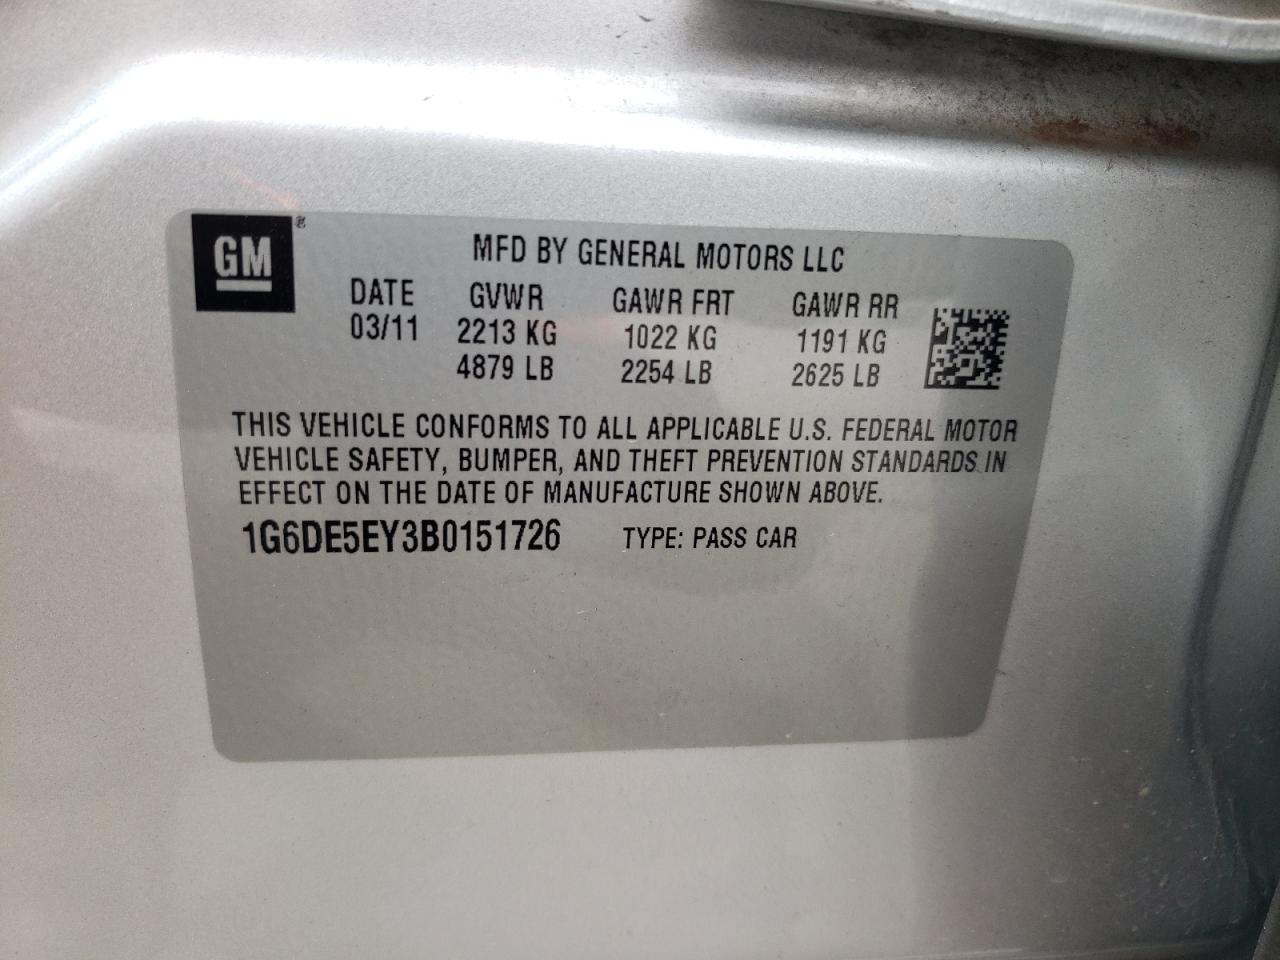 GM®
MFD BY GENERAL MOTORS LLC
DATE GVWR GAWR FRT GAWR RR
03/11 2213 KG 1022 KG 1191 KG
4879 LB 2254 LB 2625 LB
THIS VEHICLE CONFORMS TO ALL APPLICABLE U.S. FEDERAL MOTOR
VEHICLE SAFETY, BUMPER, AND THEFT PREVENTION STANDARDS IN
EFFECT ON THE DATE OF MANUFACTURE SHOWN ABOVE.
1G6DE5EY3B0151726 TYPE: PASS CAR